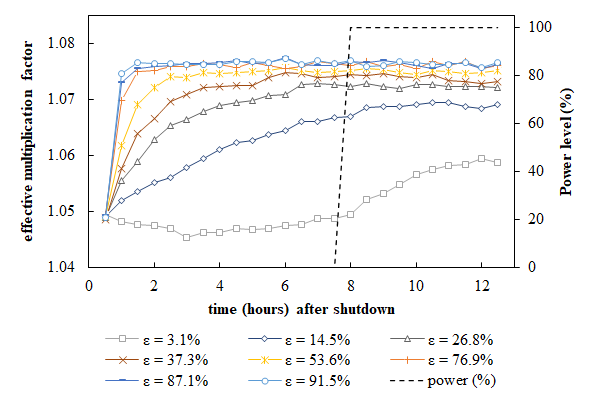 1.08
1.07
1.06
1.05
1.04
effective multiplication factor
100
80
60
40
20
0
Power level (%)
0 2 4 6 8 10 12
time (hours) after shutdown
ε = 3.1% ε = 14.5% ε = 26.8%
ε = 37.3% ε = 53.6% ε = 76.9%
ε = 87.1% ε = 91.5% power (%)